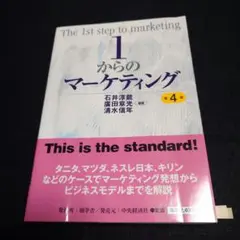 The 1st step to marketing
1
からの
マーケティング
第4版
石井淳蔵
廣田章光
清水信年
編著
This is the standard!
タニタ、マツダ、ネスレ日本、キリン
などのケースでマーケティング発想から
ビジネスモデルまでを解説
発売元/中央経済社